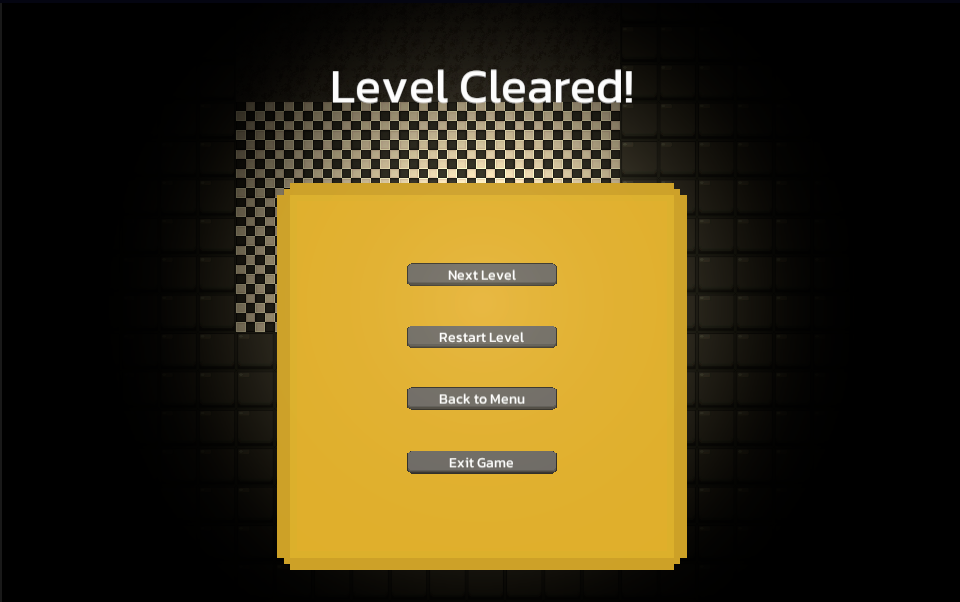 Level Cleared!
Next Level
Restart Level
Back to Menu
Exit Game